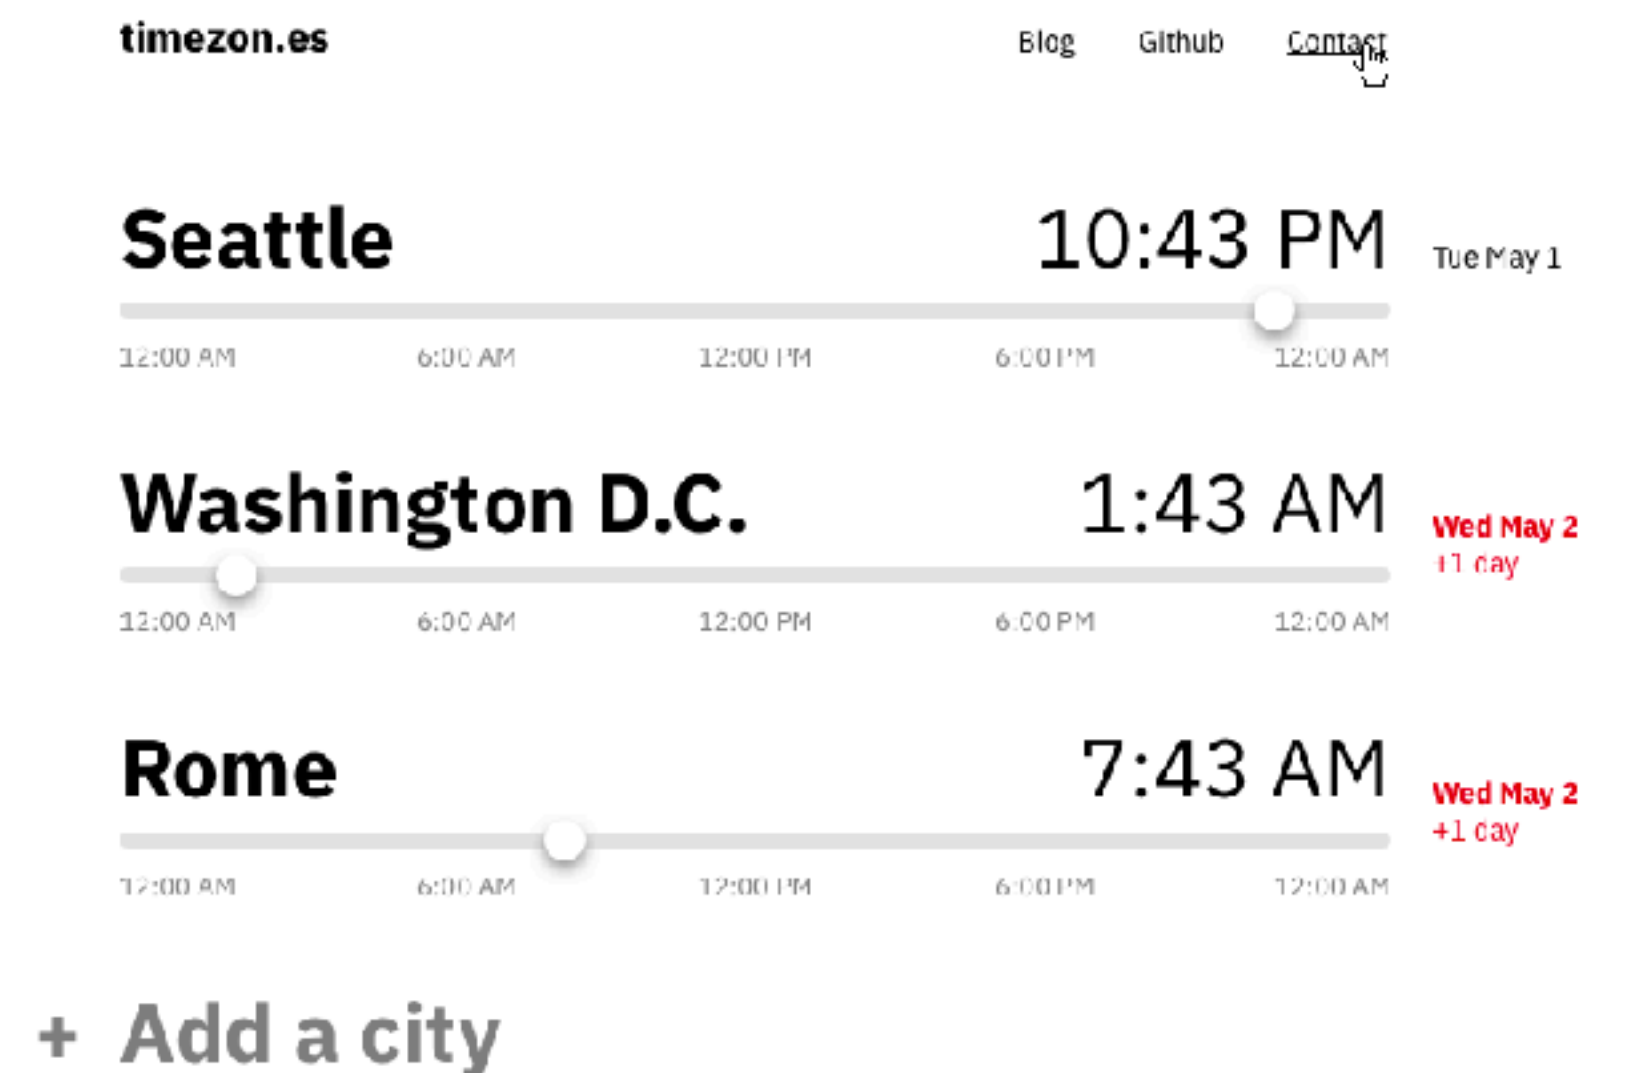 timezon.es Blog Github Contact
Seattle 10:43 PM Tue May 1
12:00 AM 6:00 AM 12:00 PM 6:00 PM 12:00 AM
Washington D.C. 1:43 AM Wed May 2
+1 day
12:00 AM 6:00 AM 12:00 PM 6:00 PM 12:00 AM
Rome 7:43 AM Wed May 2
+1 day
12:00 AM 6:00 AM 12:00 PM 6:00 PM 12:00 AM
+ Add a city